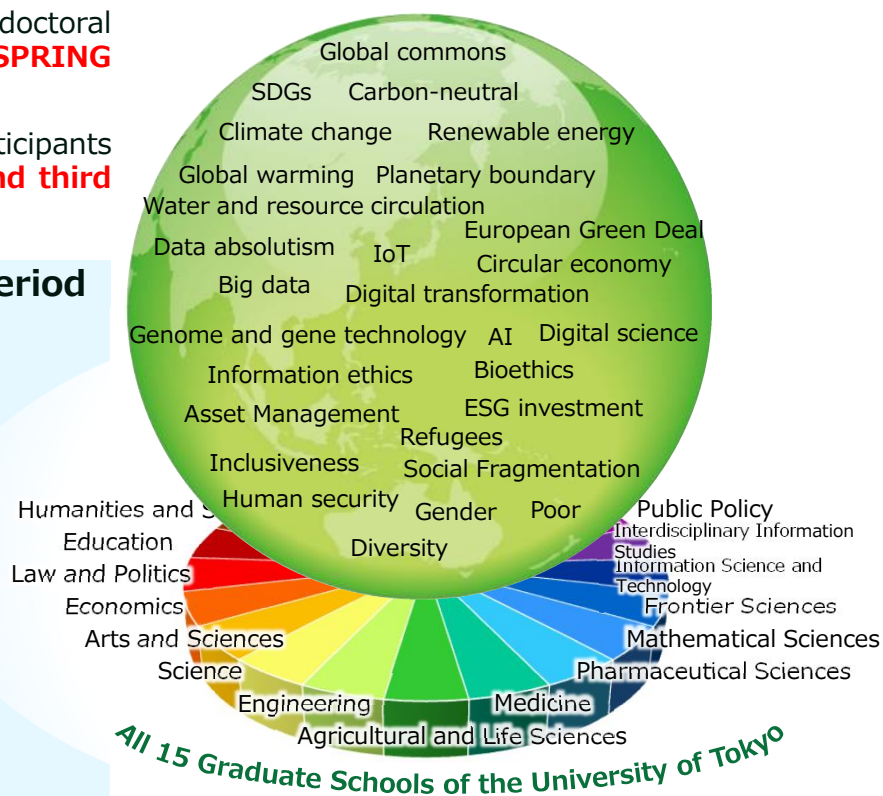 doctoral
SPRING
ticipants
nd third
eriod
Global commons
SDGs Carbon-neutral
Climate change Renewable energy
Global warming Planetary boundary
Water and resource circulation
European Green Deal
Data absolutism IoT
Circular economy
Big data
Digital transformation
Genome and gene technology AI Digital science
Information ethics Bioethics
Asset Management ESG investment
Refugees
Inclusiveness Social Fragmentation
Human security Gender Poor
Diversity
Humanities and S
Education
Law and Politics
Economics
Arts and Sciences
Science
Engineering
Agricultural and Life Sciences
Medicine
Pharmaceutical Sciences
Mathematical Sciences
Frontier Sciences
Information Science and
Technology
Interdisciplinary Information
Studies
Public Policy
All 15 Graduate Schools of the University of Tokyo